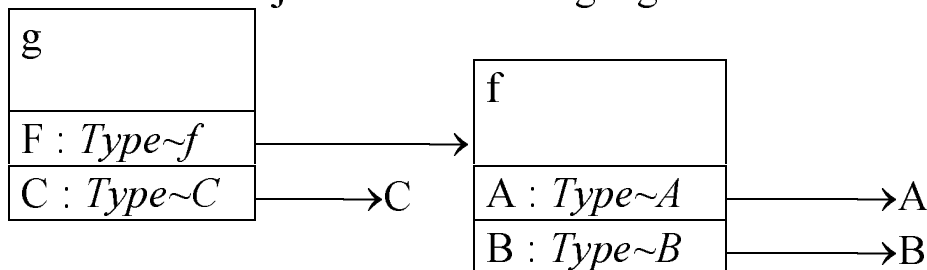 g
F : Type~f
C : Type~C
C
f
A : Type~A
A
B : Type~B
B